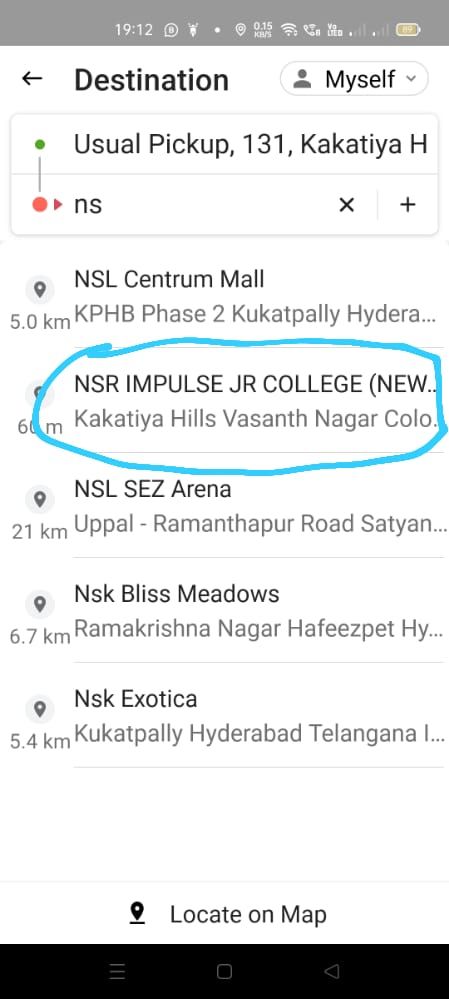 19:12 0.15 KB/S Vo LTED 89
Destination
Myself
Usual Pickup, 131, Kakatiya H
ns
NSL Centrum Mall
5.0 km KPHB Phase 2 Kukatpally Hydera...
NSR IMPULSE JR COLLEGE (NEW..
m Kakatiya Hills Vasanth Nagar Colo.
NSL SEZ Arena
21 km Uppal - Ramanthapur Road Satyan...
Nsk Bliss Meadows
6.7 km Ramakrishna Nagar Hafeezpet Hy...
Nsk Exotica
5.4 km Kukatpally Hyderabad Telangana I...
Locate on Map